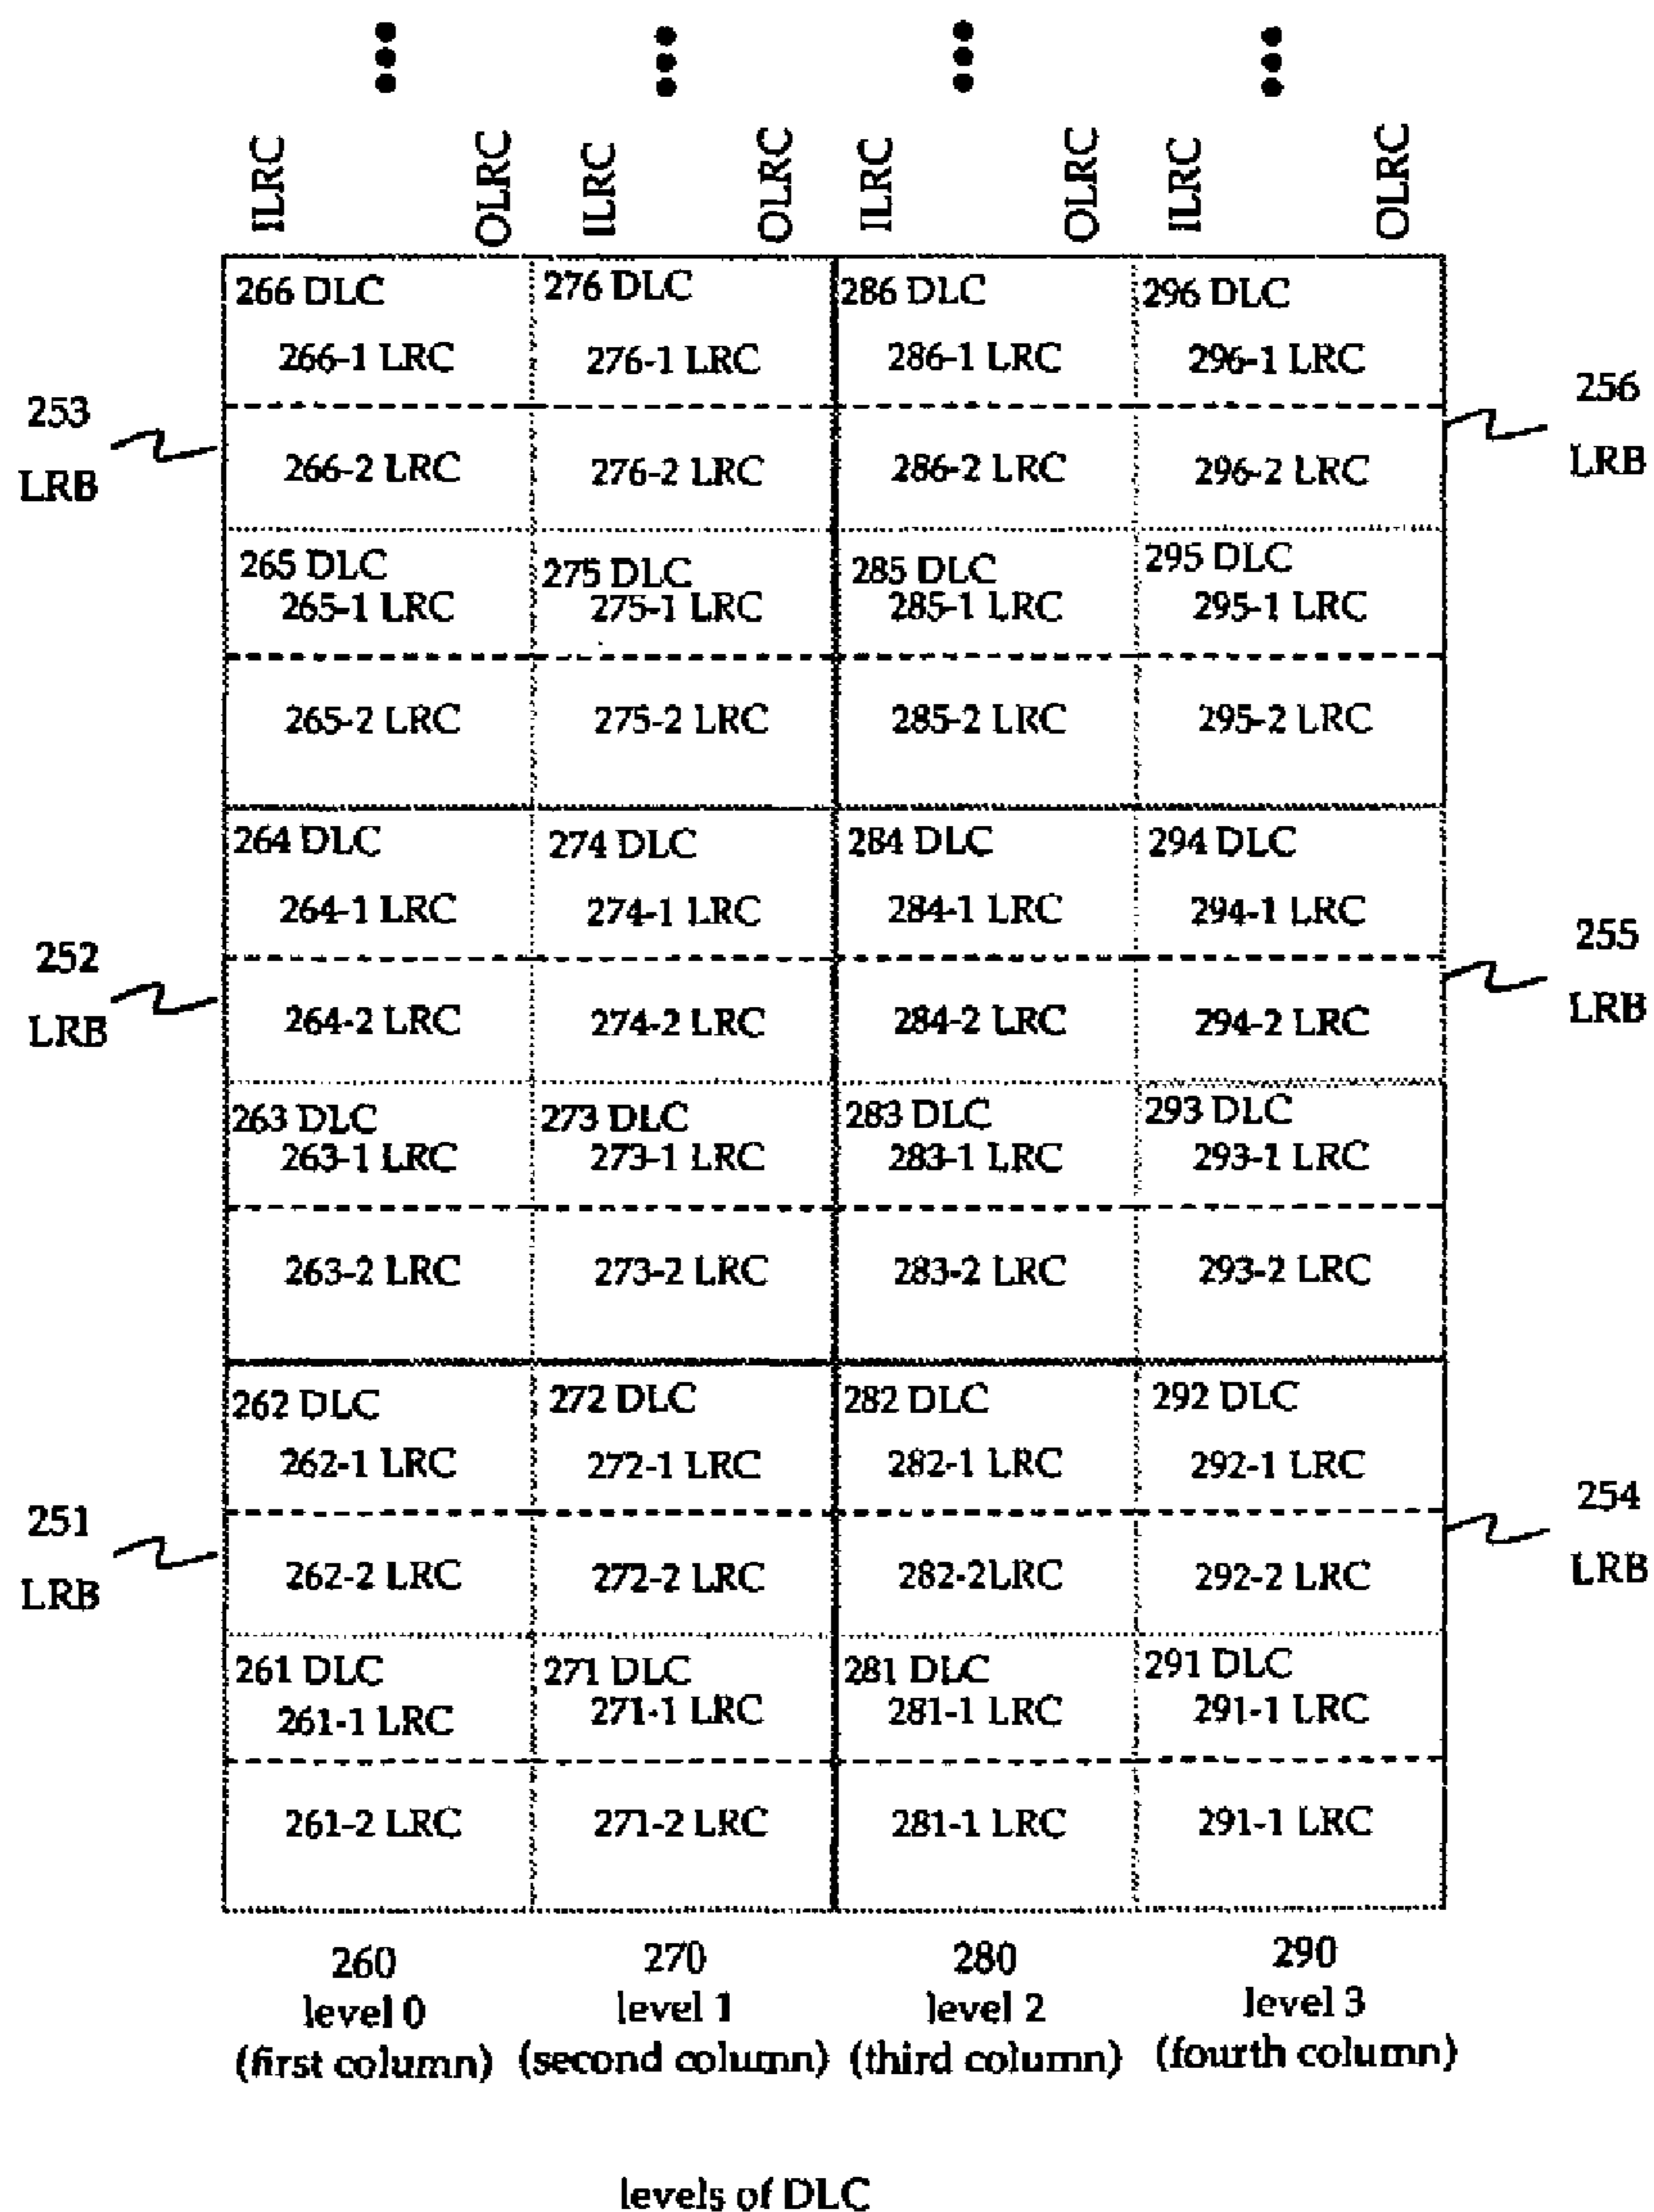 ILRC OLRC ILRC OLRC ILRC OLRC ILRC OLRC
266 DLC 276 DLC 286 DLC 296 DLC
266-1 LRC 276-1 LRC 286-1 LRC 296-1 LRC
253 LRB
256 LRB
266-2 LRC 276-2 LRC 286-2 LRC 296-2 LRC
265 DLC 275 DLC 285 DLC 295 DLC
265-1 LRC 275-1 LRC 285-1 LRC 295-1 LRC
265-2 LRC 275-2 LRC 285-2 LRC 295-2 LRC
264 DLC 274 DLC 284 DLC 294 DLC
264-1 LRC 274-1 LRC 284-1 LRC 294-1 LRC
252 LRB
255 LRB
264-2 LRC 274-2 LRC 284-2 LRC 294-2 LRC
263 DLC 273 DLC 283 DLC 293 DLC
263-1 LRC 273-1 LRC 283-1 LRC 293-1 LRC
263-2 LRC 273-2 LRC 283-2 LRC 293-2 LRC
262 DLC 272 DLC 282 DLC 292 DLC
262-1 LRC 272-1 LRC 282-1 LRC 292-1 LRC
251 LRB
254 LRB
262-2 LRC 272-2 LRC 282-2LRC 292-2 LRC
261 DLC 271 DLC 281 DLC 291 DLC
261-1 LRC 271-1 LRC 281-1 LRC 291-1 LRC
261-2 LRC 271-2 LRC 281-1 LRC 291-1 LRC
260 270 280 290
level 0 level 1 level 2 level 3
(first column) (second column) (third column) (fourth column)
levels of DLC